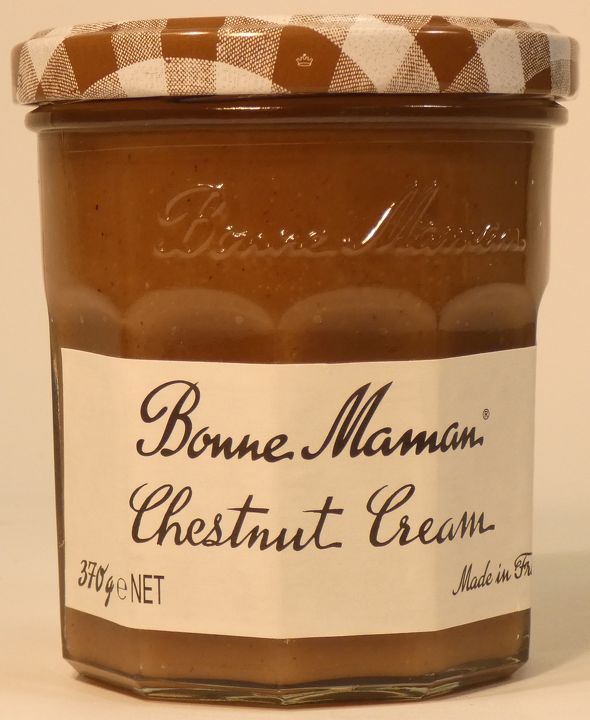 Bonne Maman
Bonne Maman®
Chestnut Cream
370g e NET
Made in